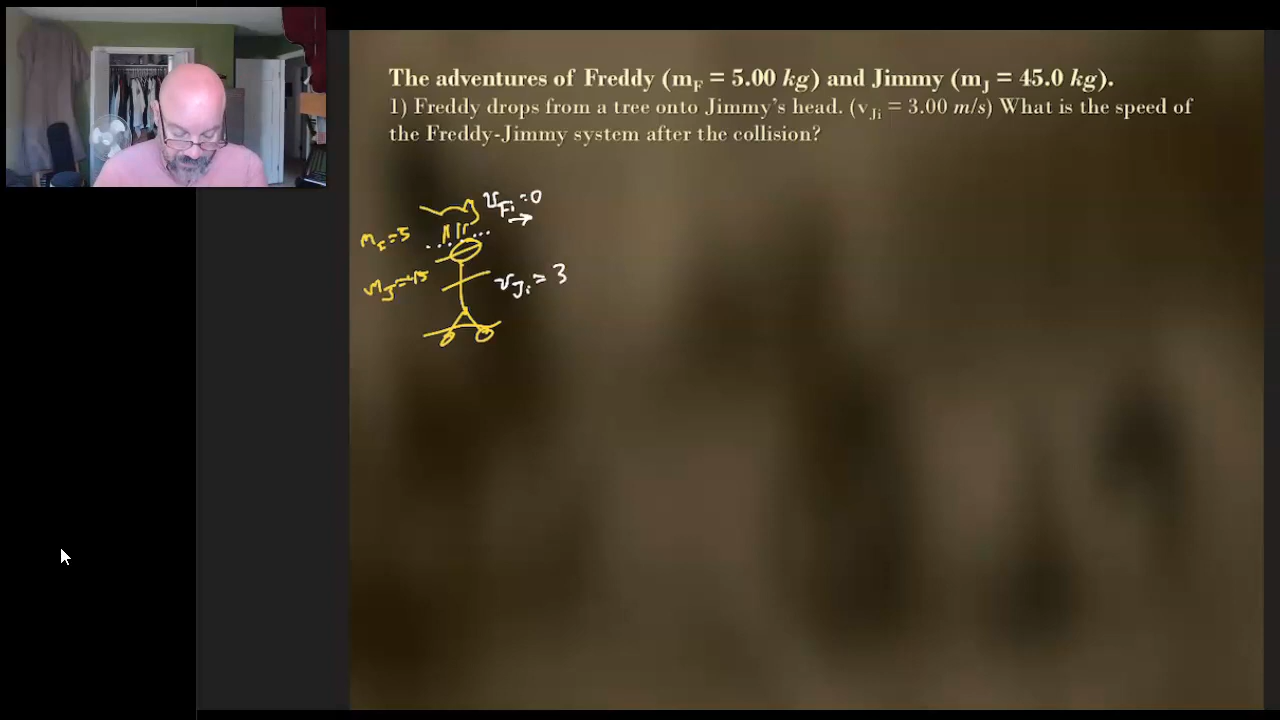 The adventures of Freddy (mF = 5.00 kg) and Jimmy (mJ = 45.0 kg).
1) Freddy drops from a tree onto Jimmy's head. (vJi = 3.00 m/s) What is the speed of
the Freddy-Jimmy system after the collision?
vFi = 0
mF = 5
mJ = 45
vJi = 3